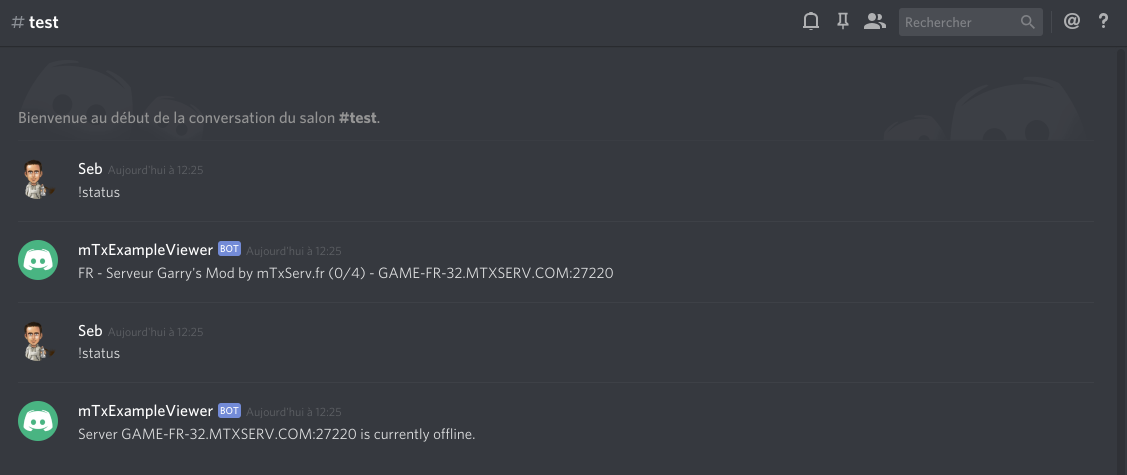 # test
Rechercher
@ ?
Bienvenue au début de la conversation du salon #test.
Seb Aujourd'hui à 12:25
!status
mTxExampleViewer BOT Aujourd'hui à 12:25
FR - Serveur Garry's Mod by mTxServ.fr (0/4) - GAME-FR-32.MTXSERV.COM:27220
Seb Aujourd'hui à 12:25
!status
mTxExampleViewer BOT Aujourd'hui à 12:25
Server GAME-FR-32.MTXSERV.COM:27220 is currently offline.